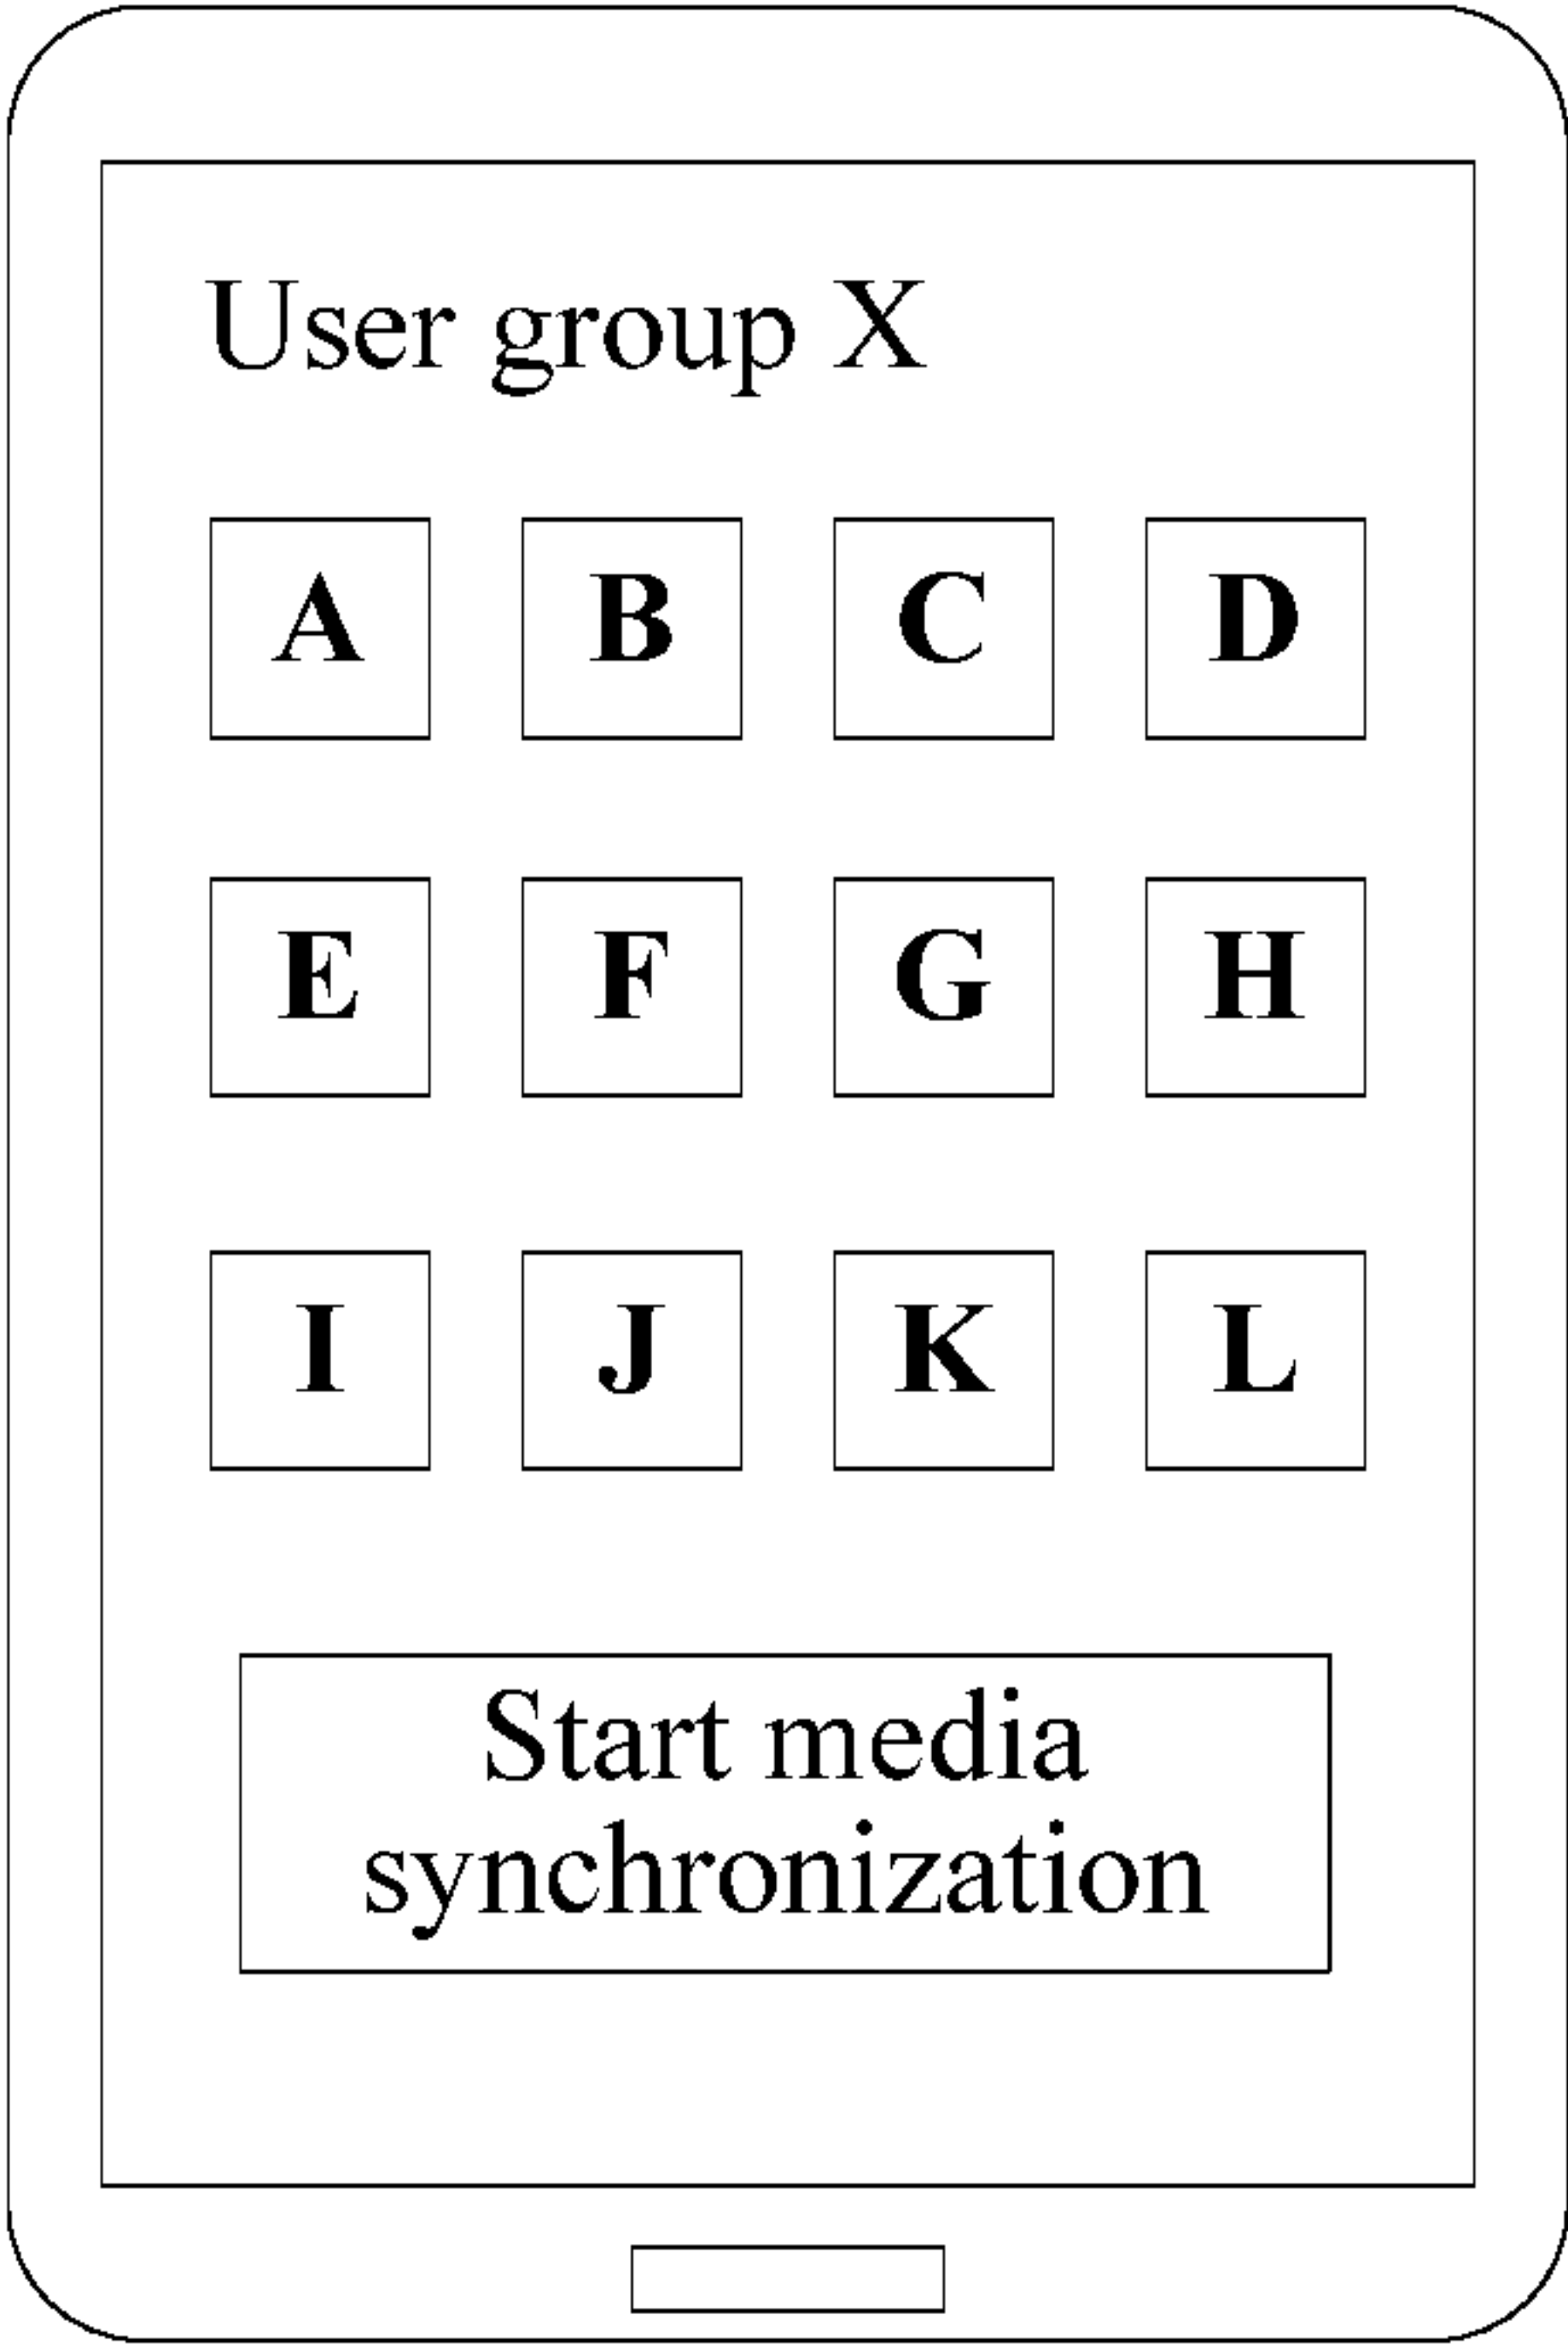 User group X
A B C D
E F G H
I J K L
Start media
synchronization